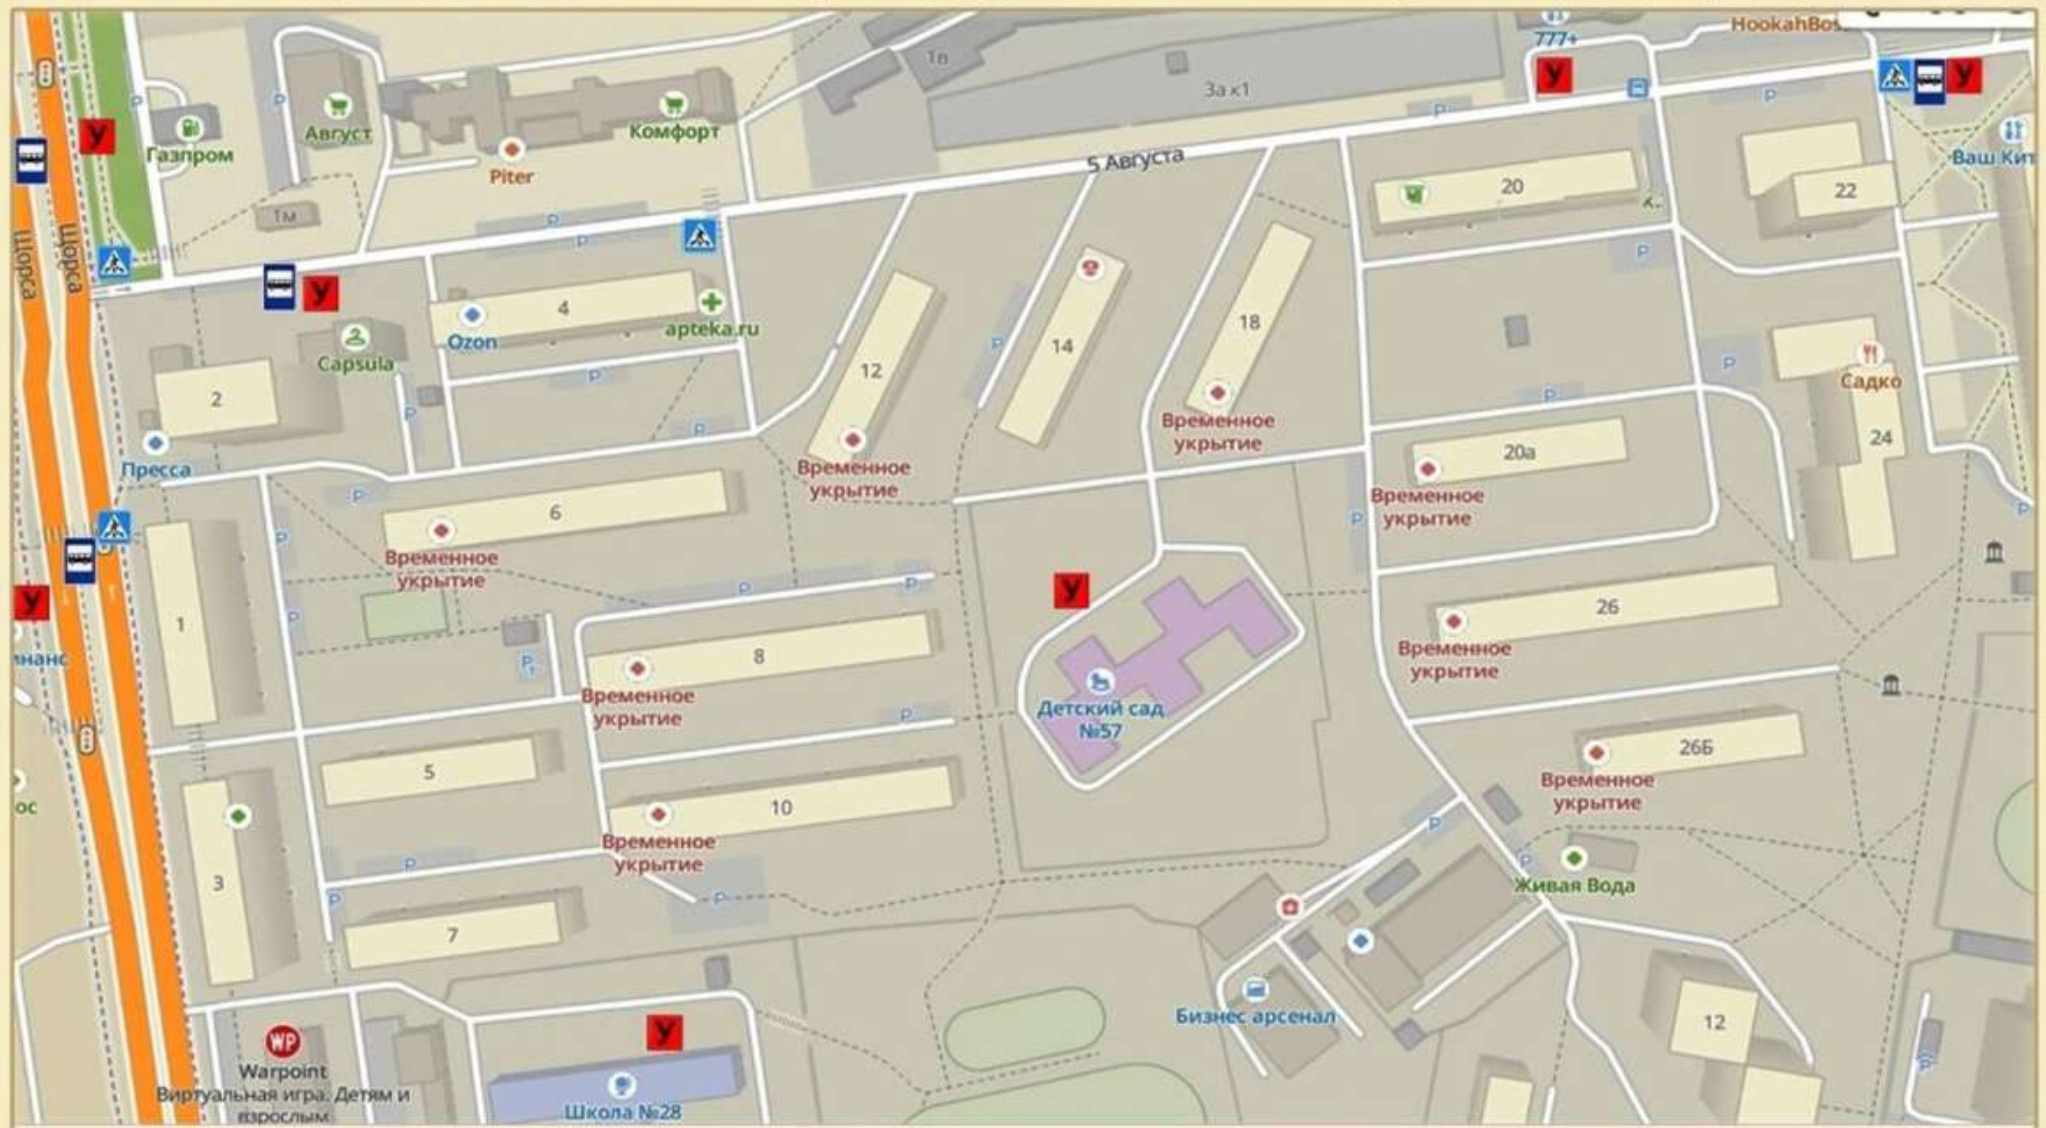 777+
1в
3а к1
У
У
Август
Комфорт
Газпром
Piter
5 Августа
Ваш Кит
20
22
1м
Щорса
Щорса
У
У
4
Ozon
apteka.ru
Capsula
18
14
12
2
Садко
Временное
укрытие
24
20а
Пресса
Временное
укрытие
Временное
укрытие
6
Временное
укрытие
У
У
26
1
8
Временное
укрытие
Временное
укрытие
Детский сад
№57
26Б
5
Временное
укрытие
10
Временное
укрытие
3
Живая Вода
7
Бизнес арсенал
12
У
Warpoint
Виртуальная игра. Детям и
взрослым
Школа №28